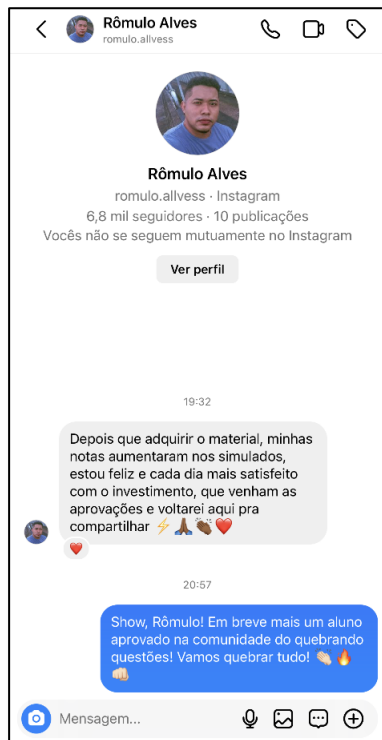 Rômulo Alves
romulo.allvess
Rômulo Alves
romulo.allvess · Instagram
6,8 mil seguidores · 10 publicações
Vocês não se seguem mutuamente no Instagram
Ver perfil
19:32
Depois que adquirir o material, minhas
notas aumentaram nos simulados,
estou feliz e cada dia mais satisfeito
com o investimento, que venham as
aprovações e voltarei aqui pra
compartilhar ⚡🙏🏾👏🏾❤️
❤️
20:57
Show, Rômulo! Em breve mais um aluno
aprovado na comunidade do quebrando
questões! Vamos quebrar tudo! 👏🏻🔥
👊🏻
Mensagem...